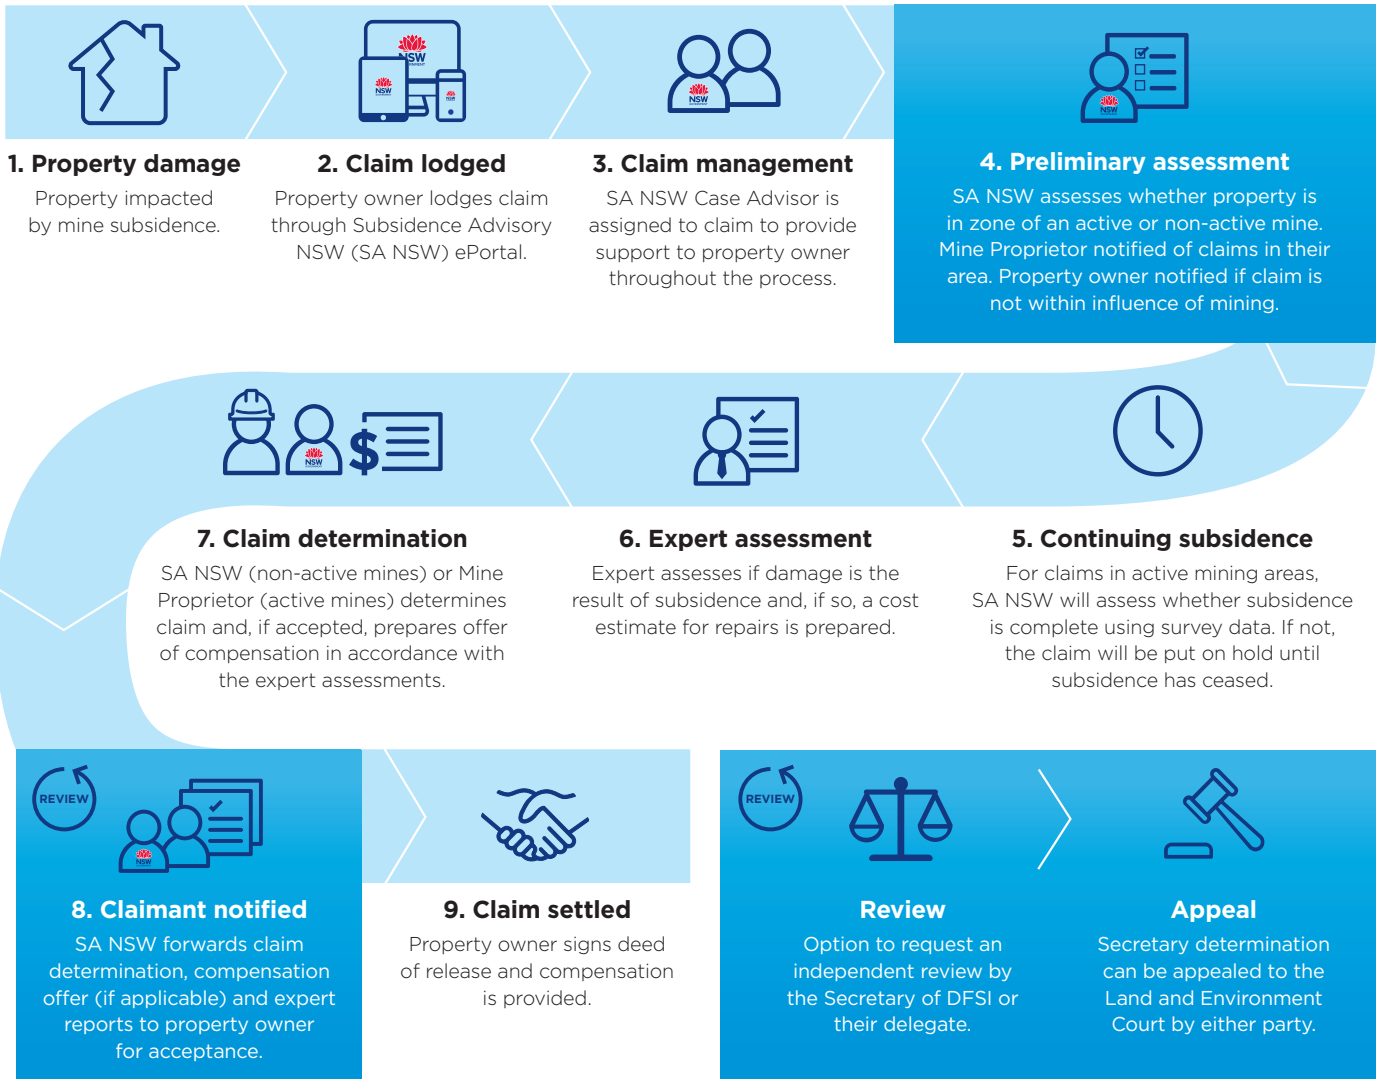 NSW
GOVERNMENT
NSW
NSW
NSW
NSW
1. Property damage
Property impacted
by mine subsidence.
2. Claim lodged
Property owner lodges claim
through Subsidence Advisory
NSW (SA NSW) ePortal.
3. Claim management
SA NSW Case Advisor is
assigned to claim to provide
support to property owner
throughout the process.
4. Preliminary assessment
SA NSW assesses whether property is
in zone of an active or non-active mine.
Mine Proprietor notified of claims in their
area. Property owner notified if claim is
not within influence of mining.
5. Continuing subsidence
For claims in active mining areas,
SA NSW will assess whether subsidence
is complete using survey data. If not,
the claim will be put on hold until
subsidence has ceased.
6. Expert assessment
Expert assesses if damage is the
result of subsidence and, if so, a cost
estimate for repairs is prepared.
$
NSW
7. Claim determination
SA NSW (non-active mines) or Mine
Proprietor (active mines) determines
claim and, if accepted, prepares offer
of compensation in accordance with
the expert assessments.
REVIEW
NSW
8. Claimant notified
SA NSW forwards claim
determination, compensation
offer (if applicable) and expert
reports to property owner
for acceptance.
9. Claim settled
Property owner signs deed
of release and compensation
is provided.
REVIEW
Review
Option to request an
independent review by
the Secretary of DFSI or
their delegate.
Appeal
Secretary determination
can be appealed to the
Land and Environment
Court by either party.